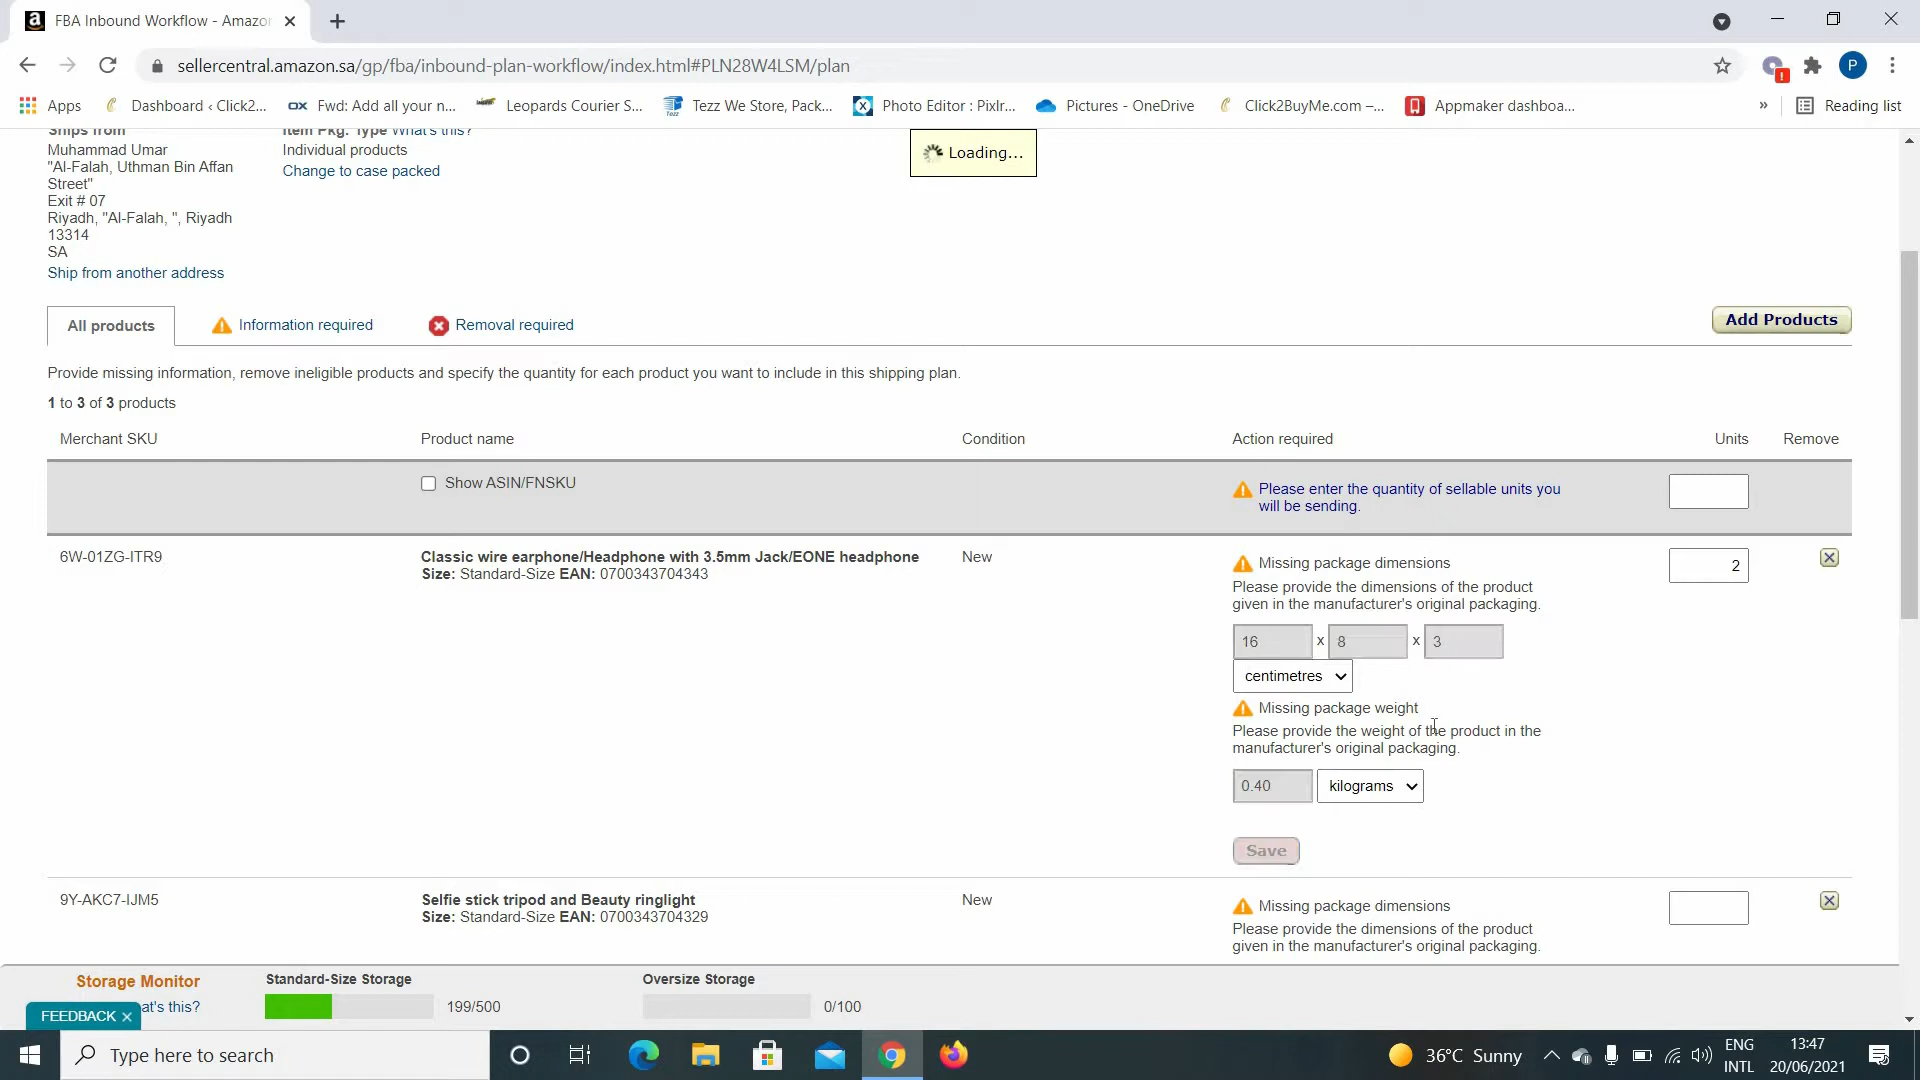 FBA Inbound Workflow - Amazon
sellercentral.amazon.sa/gp/fba/inbound-plan-workflow/index.html#PLN28W4LSM/plan
P
Apps
Dashboard ‹ Click2...
OX Fwd: Add all your n...
Leopards Courier S...
Tezz We Store, Pack...
Photo Editor : Pixlr...
Pictures - OneDrive
Click2BuyMe.com –...
Appmaker dashboa...
»
Reading list
Ships from
Muhammad Umar
"Al-Falah, Uthman Bin Affan
Street"
Exit # 07
Riyadh, "Al-Falah, ", Riyadh
13314
SA
Ship from another address
Item Pkg. Type What's this?
Individual products
Change to case packed
Loading...
All products
Information required
Removal required
Add Products
Provide missing information, remove ineligible products and specify the quantity for each product you want to include in this shipping plan.
1 to 3 of 3 products
Merchant SKU Product name Condition Action required Units Remove
Show ASIN/FNSKU
Please enter the quantity of sellable units you
will be sending.
6W-01ZG-ITR9
Classic wire earphone/Headphone with 3.5mm Jack/EONE headphone
Size: Standard-Size EAN: 0700343704343
New
Missing package dimensions
Please provide the dimensions of the product
given in the manufacturer's original packaging.
16 x 8 x 3
centimetres
Missing package weight
Please provide the weight of the product in the
manufacturer's original packaging.
0.40 kilograms
Save
2
9Y-AKC7-IJM5
Selfie stick tripod and Beauty ringlight
Size: Standard-Size EAN: 0700343704329
New
Missing package dimensions
Please provide the dimensions of the product
given in the manufacturer's original packaging.
Storage Monitor
at's this?
FEEDBACK ×
Standard-Size Storage
199/500
Oversize Storage
0/100
Type here to search
36°C Sunny
ENG
INTL
13:47
20/06/2021